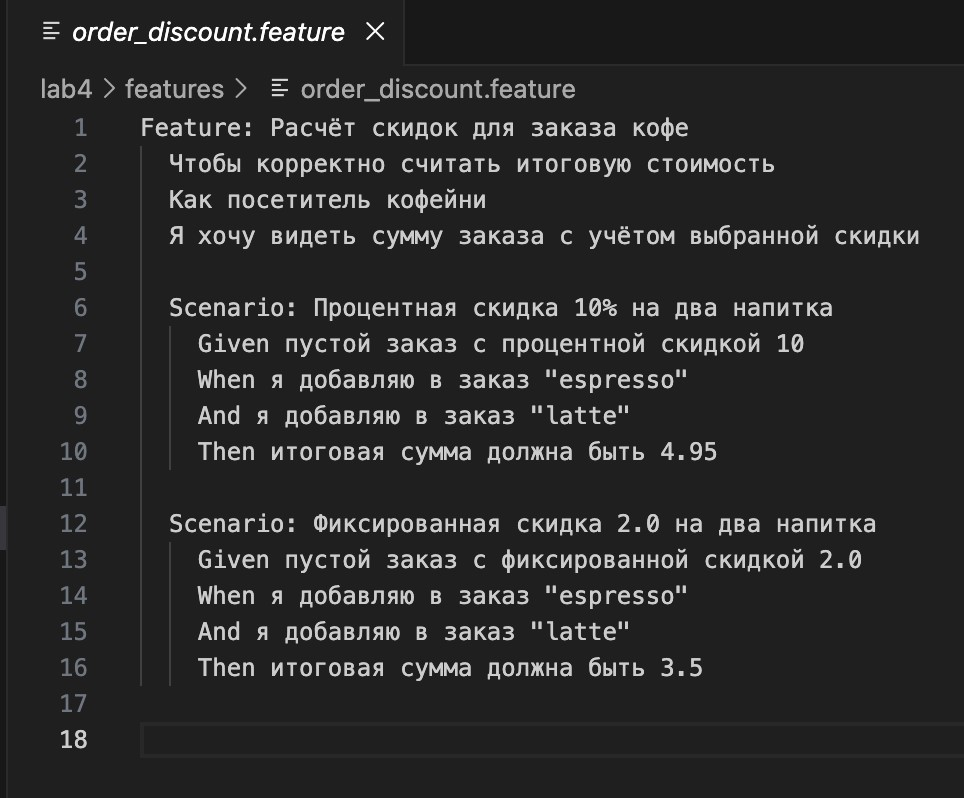 order_discount.feature
lab4 > features > order_discount.feature
1 Feature: Расчёт скидок для заказа кофе
2 Чтобы корректно считать итоговую стоимость
3 Как посетитель кофейни
4 Я хочу видеть сумму заказа с учётом выбранной скидки
5
6 Scenario: Процентная скидка 10% на два напитка
7 Given пустой заказ с процентной скидкой 10
8 When я добавляю в заказ "espresso"
9 And я добавляю в заказ "latte"
10 Then итоговая сумма должна быть 4.95
11
12 Scenario: Фиксированная скидка 2.0 на два напитка
13 Given пустой заказ с фиксированной скидкой 2.0
14 When я добавляю в заказ "espresso"
15 And я добавляю в заказ "latte"
16 Then итоговая сумма должна быть 3.5
17
18